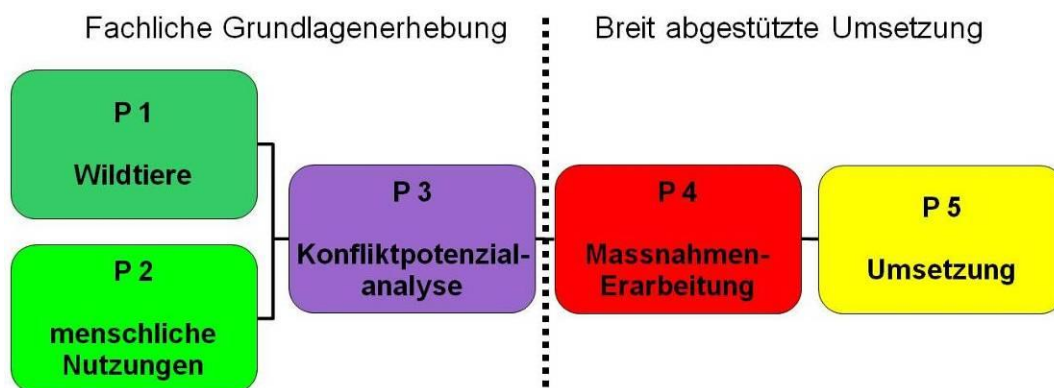 Fachliche Grundlagenerhebung
Breit abgestützte Umsetzung
P 1
Wildtiere
P 2
menschliche
Nutzungen
P 3
Konfliktpotenzial-
analyse
P 4
Massnahmen-
Erarbeitung
P 5
Umsetzung